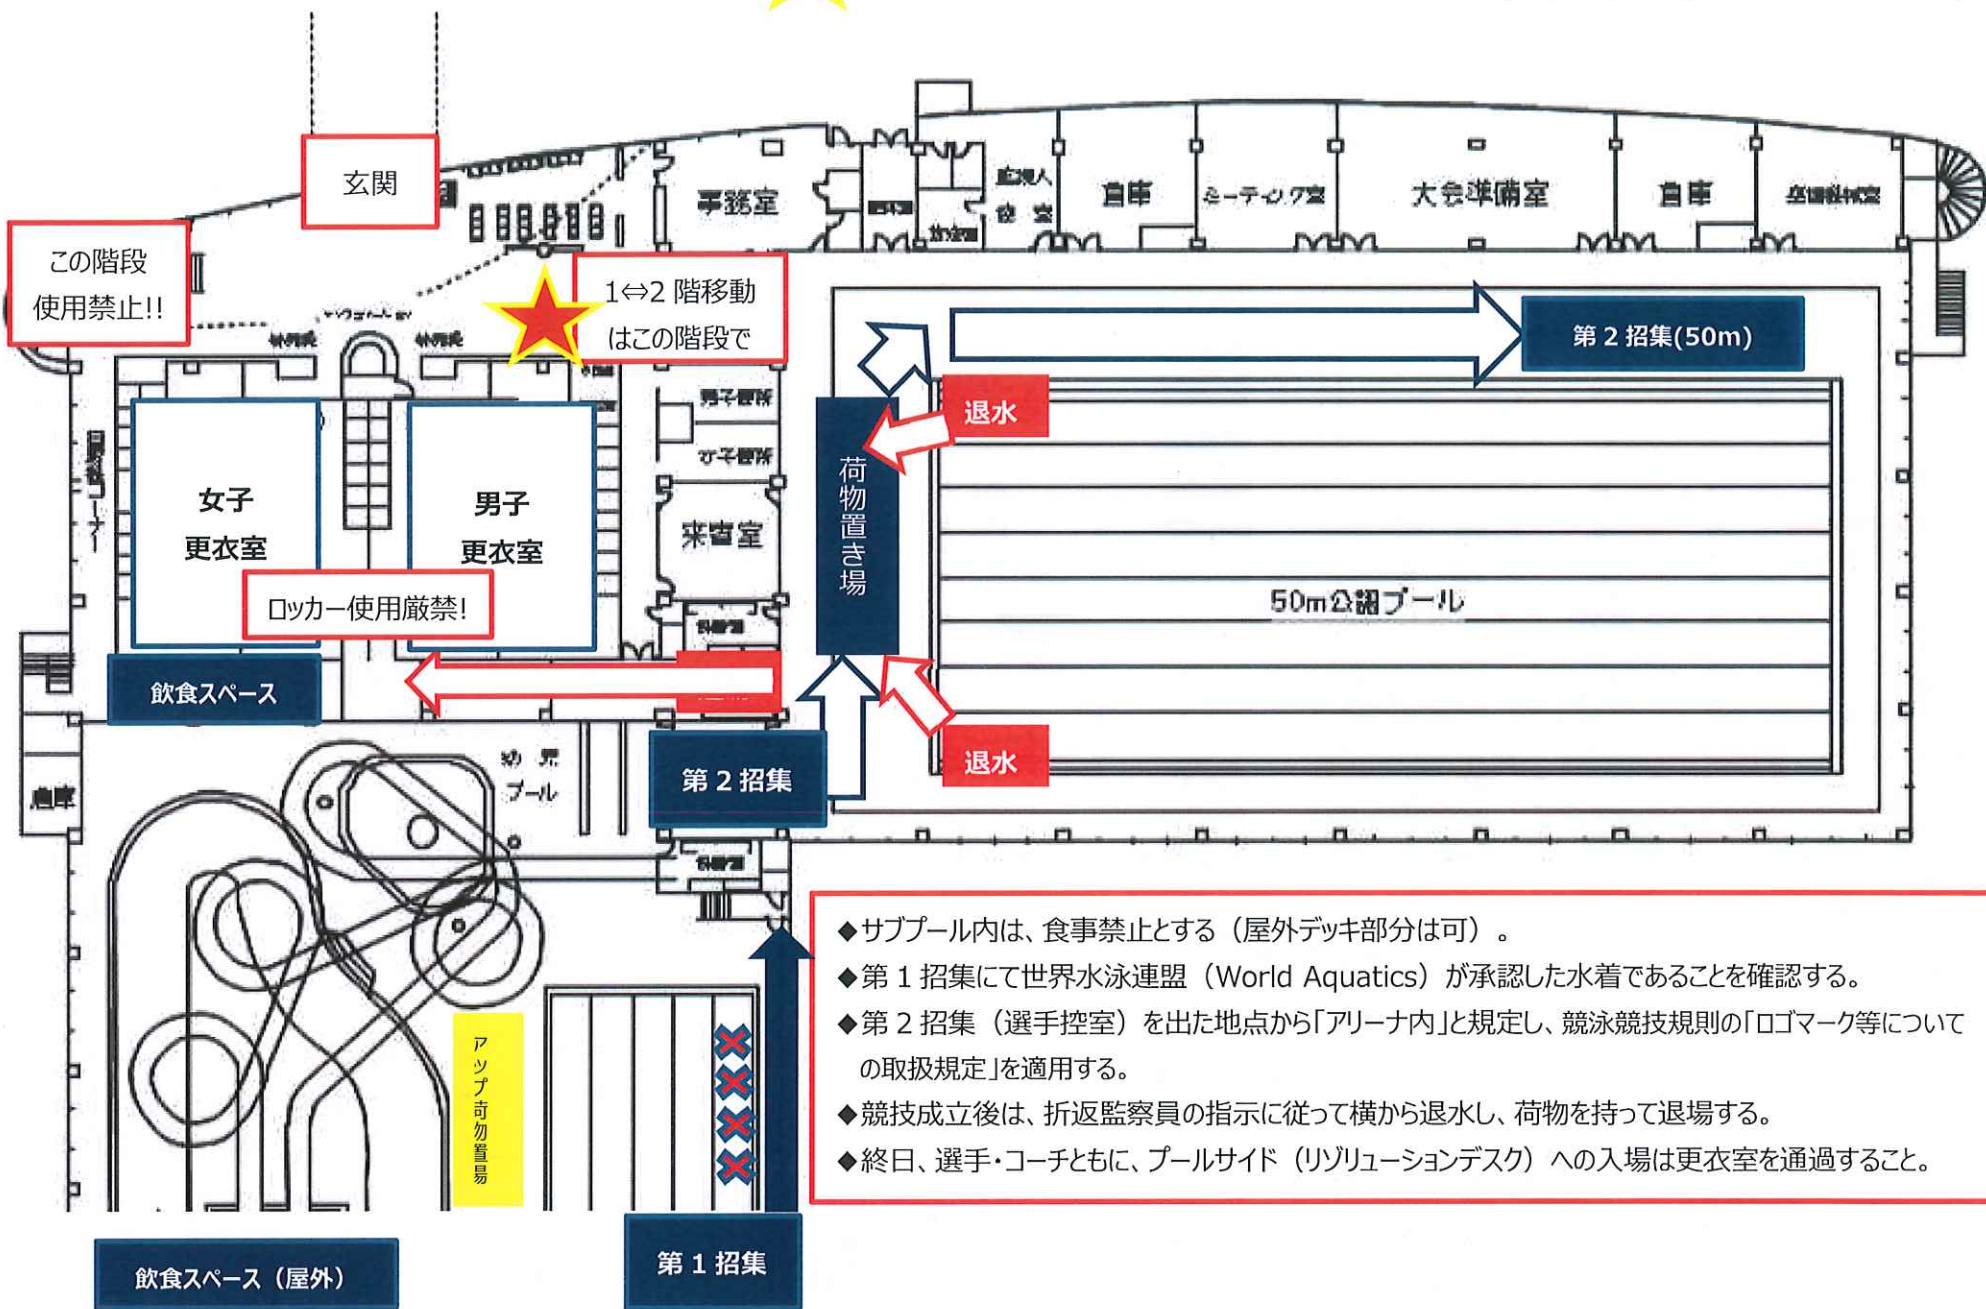 玄関
この階段
使用禁止!!
事務室
監視人
控室
倉庫
ミーティング室
大会準備室
倉庫
1⇔2 階移動
はこの階段で
第 2 招集(50m)
退水
荷物置き場
女子
更衣室
男子
更衣室
来賓室
ロッカー使用厳禁!
50m公認プール
飲食スペース
退水
第 2 招集
幼児
プール
倉庫
アップ荷物置場
◆サブプール内は、食事禁止とする（屋外デッキ部分は可）。
◆第 1 招集にて世界水泳連盟（World Aquatics）が承認した水着であることを確認する。
◆第 2 招集（選手控室）を出た地点から「アリーナ内」と規定し、競泳競技規則の「ロゴマーク等について
の取扱規定」を適用する。
◆競技成立後は、折返監察員の指示に従って横から退水し、荷物を持って退場する。
◆終日、選手・コーチともに、プールサイド（リゾリューションデスク）への入場は更衣室を通過すること。
飲食スペース（屋外）
第 1 招集